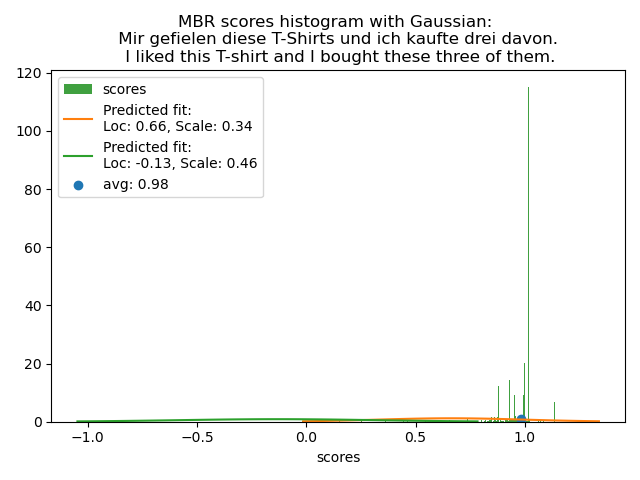 MBR scores histogram with Gaussian:
Mir gefielen diese T-Shirts und ich kaufte drei davon.
I liked this T-shirt and I bought these three of them.
120
100
80
60
40
20
0
scores
Predicted fit:
Loc: 0.66, Scale: 0.34
Predicted fit:
Loc: -0.13, Scale: 0.46
avg: 0.98
−1.0 −0.5 0.0 0.5 1.0
scores